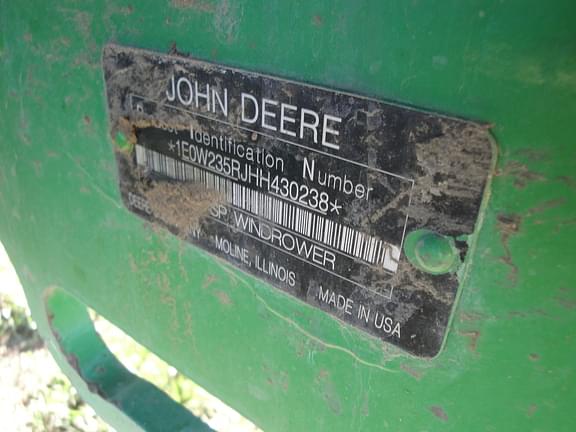 JOHN DEERE
Identification Number
*1E0W235RJHH430238*
SP WINDROWER
MOLINE, ILLINOIS MADE IN USA